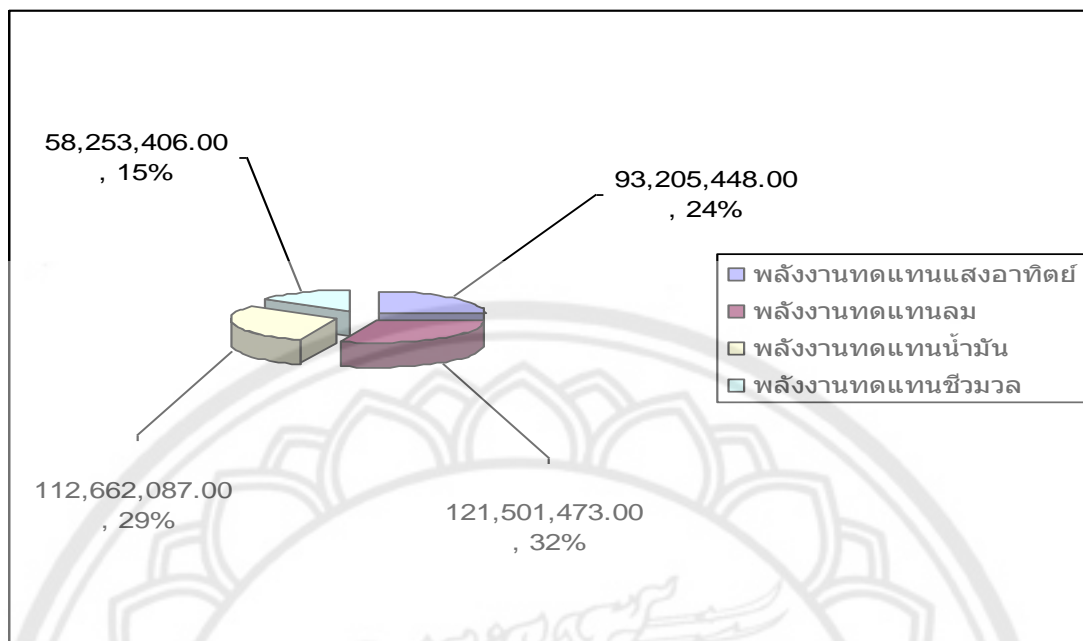 58,253,406.00
, 15%
93,205,448.00
, 24%
พลังงานทดแทนแสงอาทิตย์
พลังงานทดแทนลม
พลังงานทดแทนน้ำมัน
พลังงานทดแทนชีวมวล
112,662,087.00
, 29%
121,501,473.00
, 32%